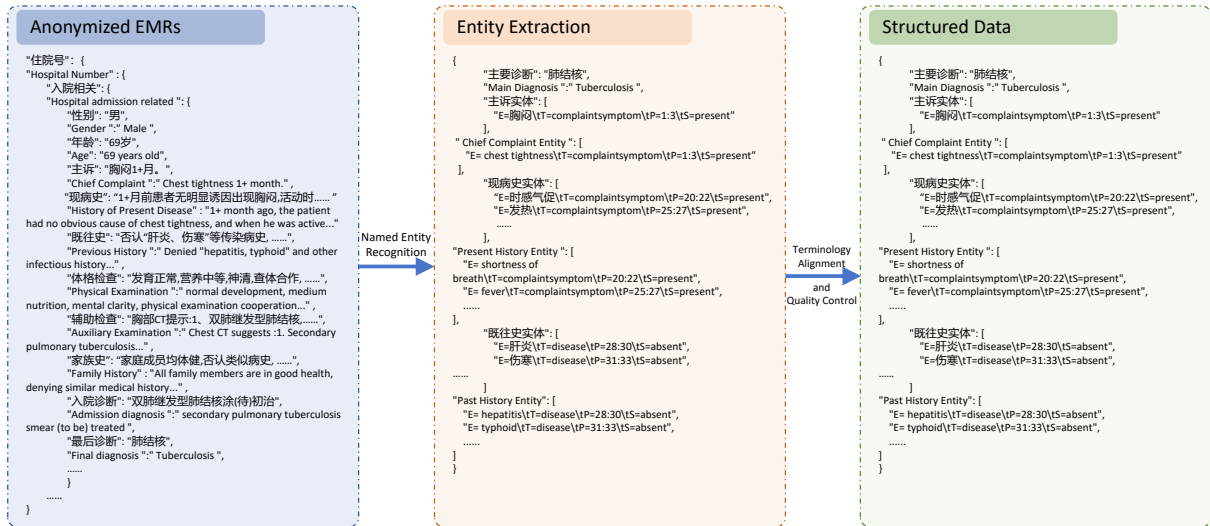 Anonymized EMRs
"住院号": {
"Hospital Number" : {
"入院相关": {
"Hospital admission related ": {
"性别": "男",
"Gender ":" Male ",
"年龄": "69岁",
"Age": "69 years old",
"主诉": "胸闷1+月。",
"Chief Complaint ":" Chest tightness 1+ month." ,
"现病史": "1+月前患者无明显诱因出现胸闷,活动时……"
"History of Present Disease" : "1+ month ago, the patient
had no obvious cause of chest tightness, and when he was active..."
"既往史": "否认"肝炎、伤寒"等传染病史, ……",
"Previous History ":" Denied "hepatitis, typhoid" and other
infectious history..." ,
"体格检查": "发育正常,营养中等,神清,查体合作, ……",
"Physical Examination ":" normal development, medium
nutrition, mental clarity, physical examination cooperation..." ,
"辅助检查": "胸部CT提示:1、双肺继发型肺结核,……",
"Auxiliary Examination ":" Chest CT suggests :1. Secondary
pulmonary tuberculosis..." ,
"家族史": "家庭成员均体健,否认类似病史, ……",
"Family History" : "All family members are in good health,
denying similar medical history..." ,
"入院诊断": "双肺继发型肺结核涂(待)初治",
"Admission diagnosis ":" secondary pulmonary tuberculosis
smear (to be) treated ",
"最后诊断": "肺结核",
"Final diagnosis ":" Tuberculosis ",
……
}
……
}
Named Entity
Recognition
Entity Extraction
{
"主要诊断": "肺结核",
"Main Diagnosis ":" Tuberculosis ",
"主诉实体": [
"E=胸闷\tT=complaintsymptom\tP=1:3\tS=present"
],
" Chief Complaint Entity ": [
"E= chest tightness\tT=complaintsymptom\tP=1:3\tS=present"
],
"现病史实体": [
"E=时感气促\tT=complaintsymptom\tP=20:22\tS=present",
"E=发热\tT=complaintsymptom\tP=25:27\tS=present",
……
],
"Present History Entity ": [
"E= shortness of
breath\tT=complaintsymptom\tP=20:22\tS=present",
"E= fever\tT=complaintsymptom\tP=25:27\tS=present",
......
],
"既往史实体": [
"E=肝炎\tT=disease\tP=28:30\tS=absent",
"E=伤寒\tT=disease\tP=31:33\tS=absent",
……
]
"Past History Entity": [
"E= hepatitis\tT=disease\tP=28:30\tS=absent",
"E= typhoid\tT=disease\tP=31:33\tS=absent",
......
]
}
Terminology
Alignment
and
Quality Control
Structured Data
{
"主要诊断": "肺结核",
"Main Diagnosis ":" Tuberculosis ",
"主诉实体": [
"E=胸闷\tT=complaintsymptom\tP=1:3\tS=present"
],
" Chief Complaint Entity ": [
"E= chest tightness\tT=complaintsymptom\tP=1:3\tS=present"
],
"现病史实体": [
"E=时感气促\tT=complaintsymptom\tP=20:22\tS=present",
"E=发热\tT=complaintsymptom\tP=25:27\tS=present",
……
],
"Present History Entity ": [
"E= shortness of
breath\tT=complaintsymptom\tP=20:22\tS=present",
"E= fever\tT=complaintsymptom\tP=25:27\tS=present",
......
],
"既往史实体": [
"E=肝炎\tT=disease\tP=28:30\tS=absent",
"E=伤寒\tT=disease\tP=31:33\tS=absent",
……
]
"Past History Entity": [
"E= hepatitis\tT=disease\tP=28:30\tS=absent",
"E= typhoid\tT=disease\tP=31:33\tS=absent",
......
]
}